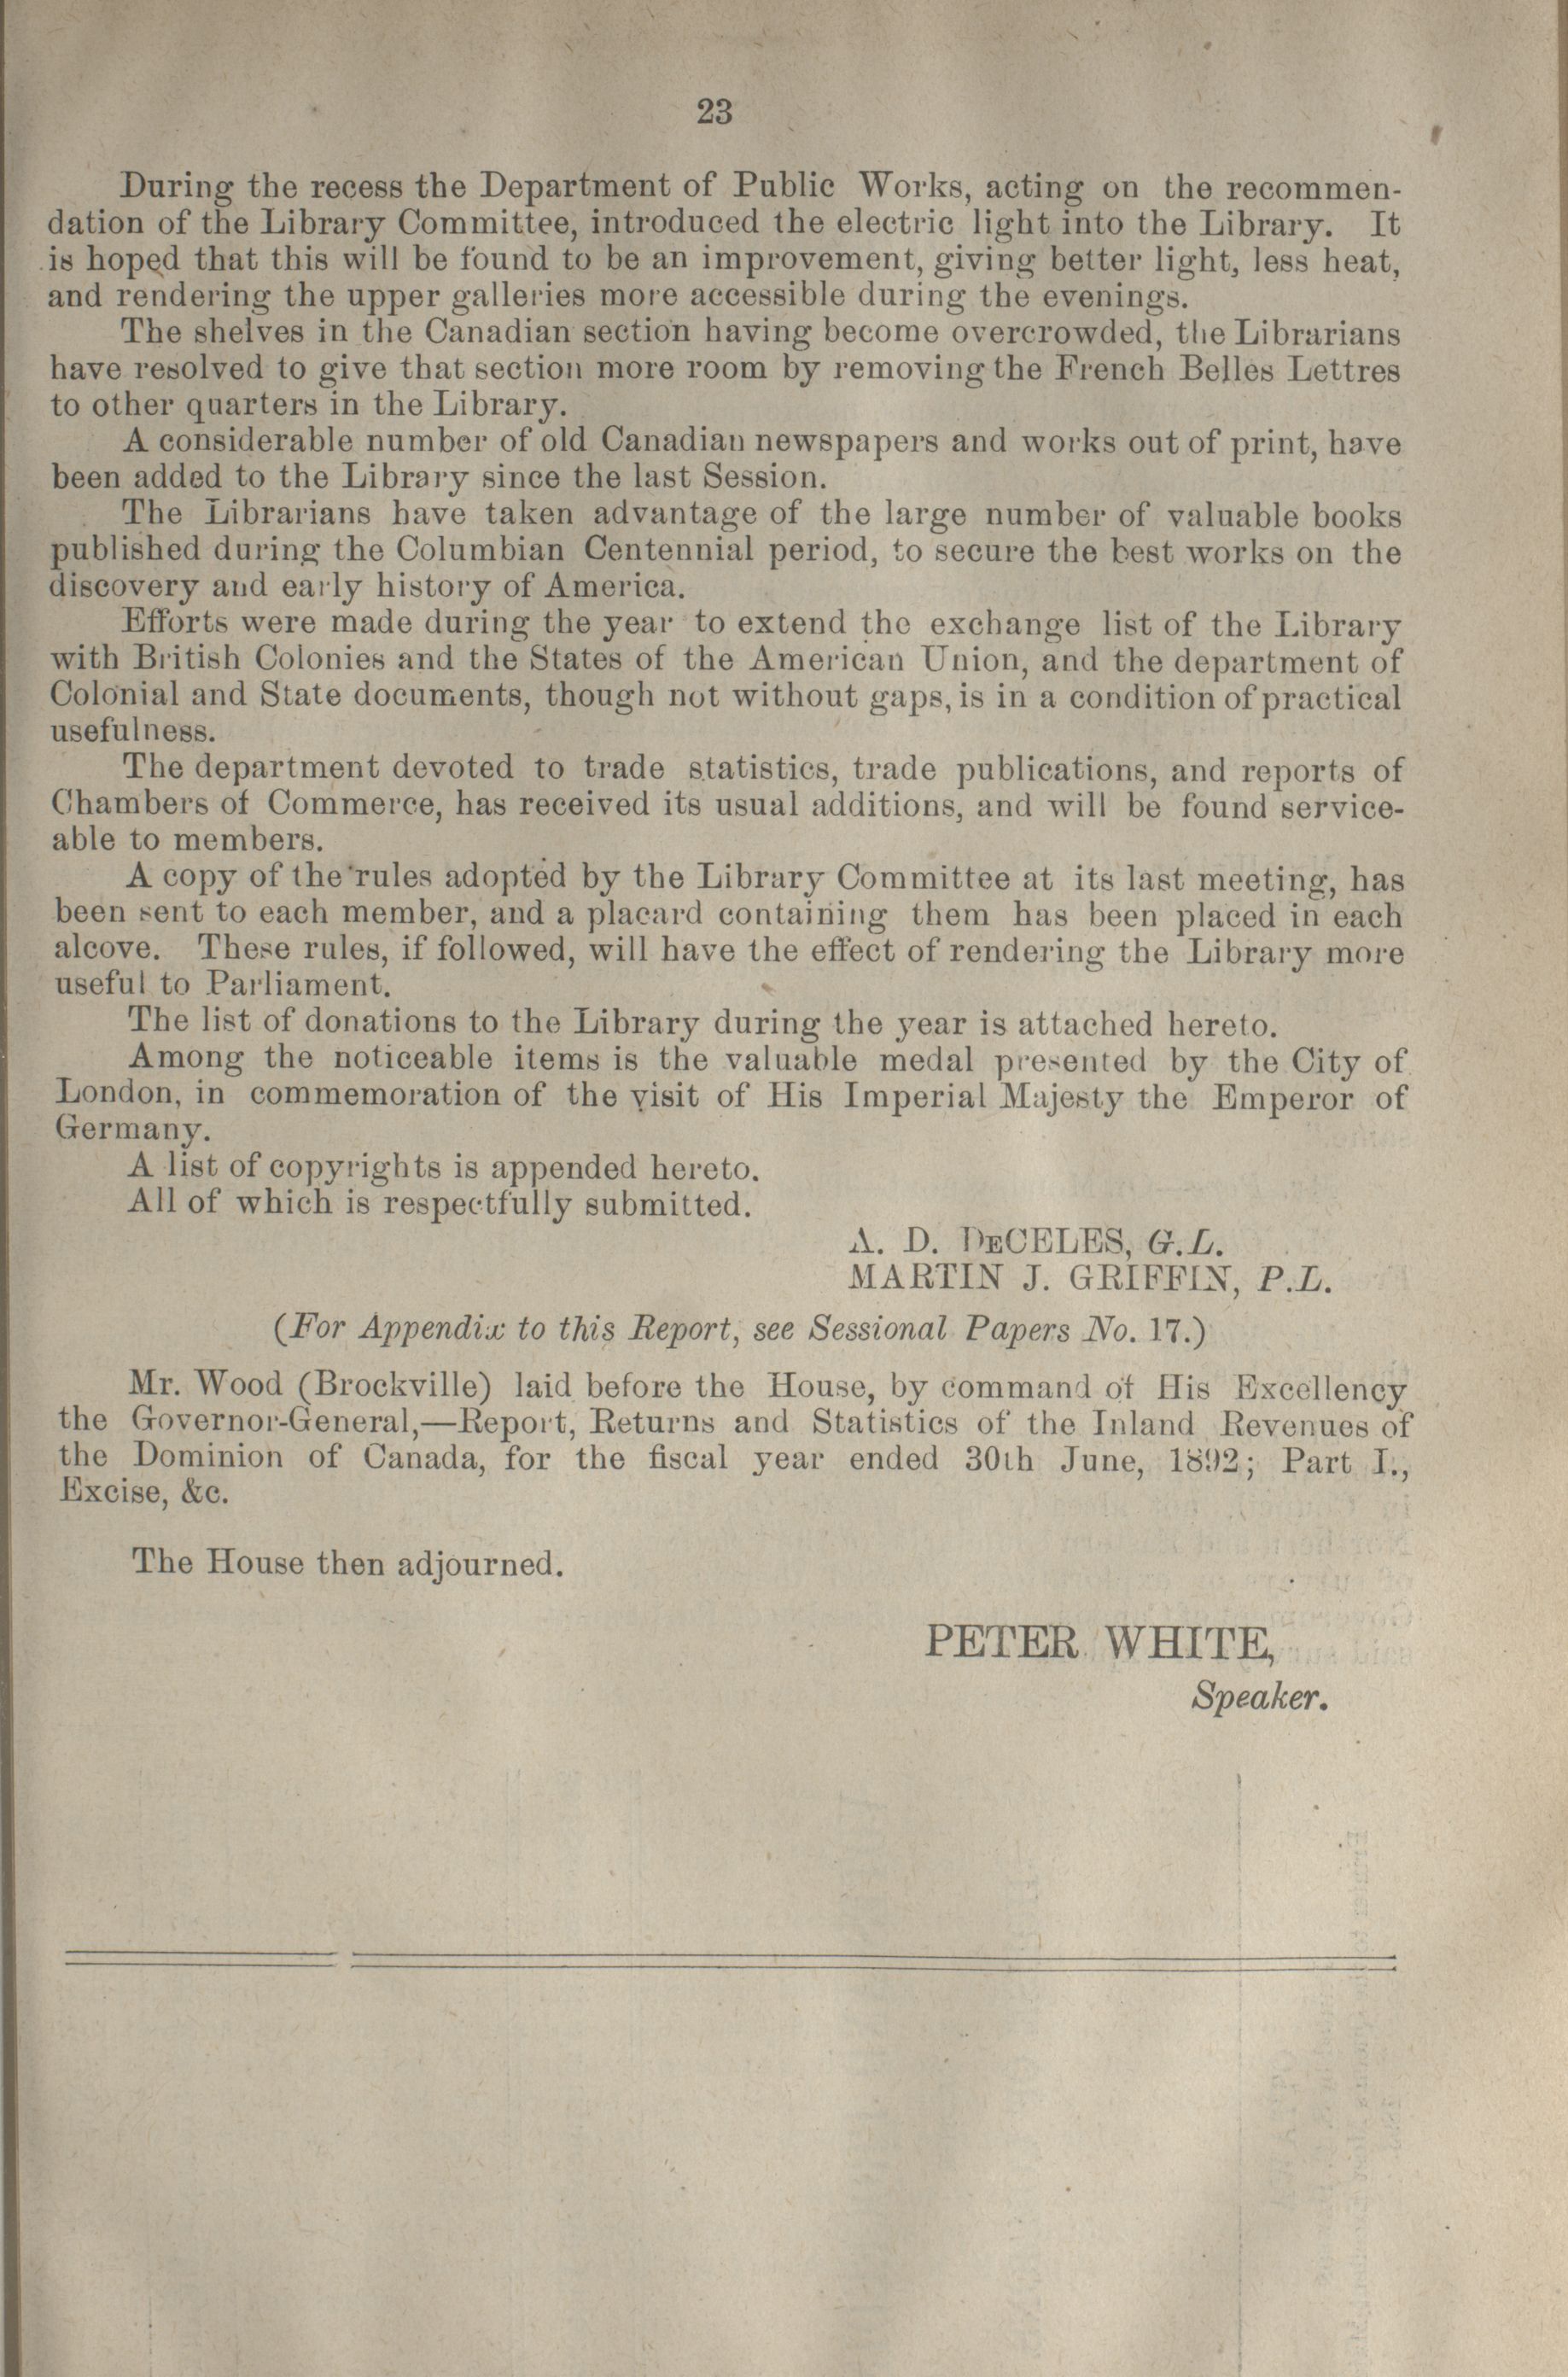 23
During the recess the Department of Public Works, acting on the recommen-
dation of the Library Committee, introduced the electric light into the Library. It
is hoped that this will be found to be an improvement, giving better light, less heat,
and rendering the upper galleries more accessible during the evenings.
The shelves in the Canadian section having become overcrowded, the Librarians
have resolved to give that section more room by removing the French Belles Lettres
to other quarters in the Library.
A considerable number of old Canadian newspapers and works out of print, have
been added to the Library since the last Session.
The Librarians have taken advantage of the large number of valuable books
published during the Columbian Centennial period, to secure the best works on the
discovery and early history of America.
Efforts were made during the year to extend the exchange list of the Library
with British Colonies and the States of the American Union, and the department of
Colonial and State documents, though not without gaps, is in a condition of practical
usefulness.
The department devoted to trade statistics, trade publications, and reports of
Chambers of Commerce, has received its usual additions, and will be found service-
able to members.
A copy of the rules adopted by the Library Committee at its last meeting, has
been sent to each member, and a placard containing them has been placed in each
alcove. These rules, if followed, will have the effect of rendering the Library more
useful to Parliament.
The list of donations to the Library during the year is attached hereto.
Among the noticeable items is the valuable medal presented by the City of
London, in commemoration of the visit of His Imperial Majesty the Emperor of
Germany.
A list of copyrights is appended hereto.
All of which is respectfully submitted.
A. D. DECELES, G.L.
MARTIN J. GRIFFIN, P.L.
(For Appendix to this Report, see Sessional Papers No. 17.)
Mr. Wood (Brockville) laid before the House, by command of His Excellency
the Governor-General,—Report, Returns and Statistics of the Inland Revenues of
the Dominion of Canada, for the fiscal year ended 30th June, 1892; Part I.,
Excise, &c.
The House then adjourned.
PETER WHITE,
Speaker.